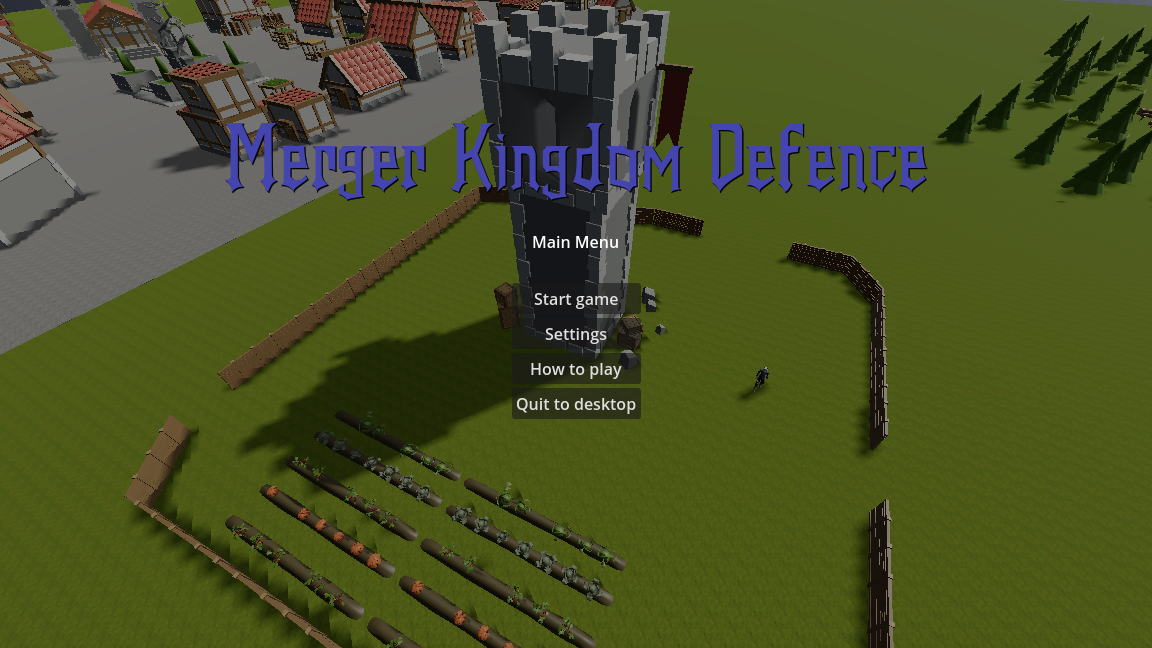 Merger Kingdom Defence
Main Menu
Start game
Settings
How to play
Quit to desktop